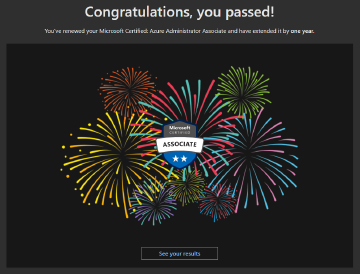 Congratulations, you passed!
You've renewed your Microsoft Certified: Azure Administrator Associate and have extended it by one year.
Microsoft
CERTIFIED
ASSOCIATE
See your results